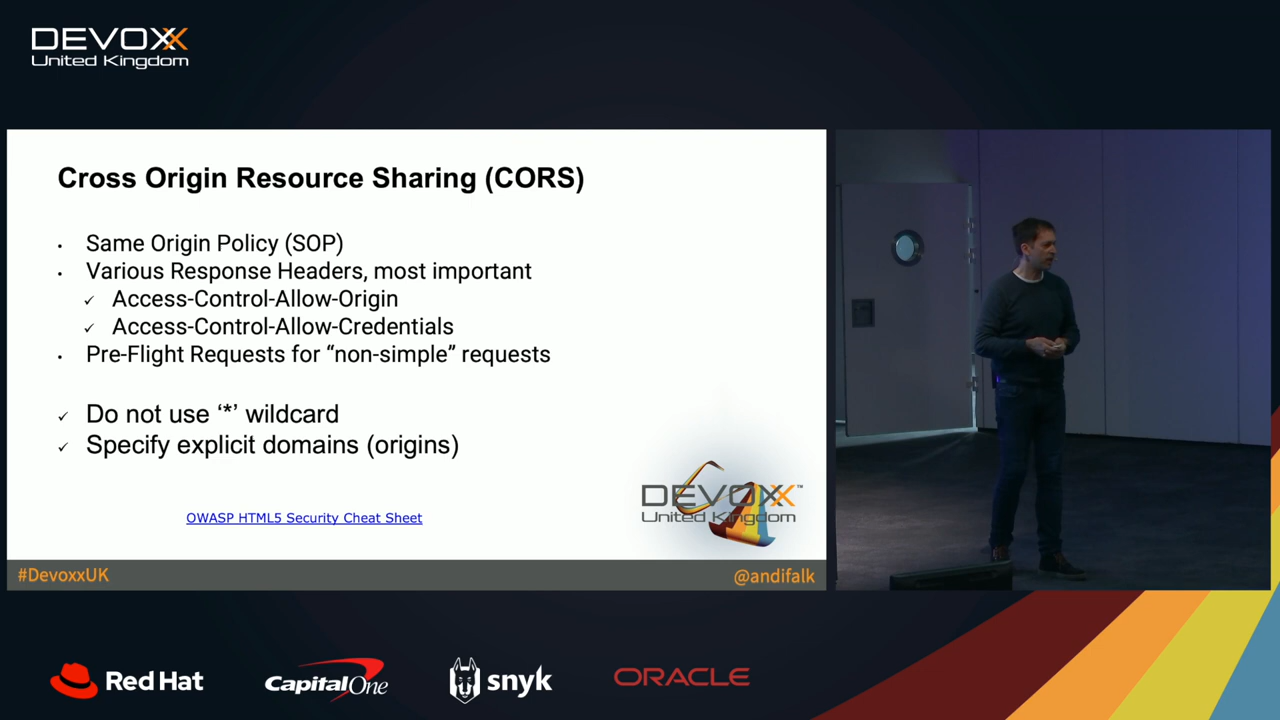 DEVOXX
United Kingdom
Cross Origin Resource Sharing (CORS)
• Same Origin Policy (SOP)
• Various Response Headers, most important
✓ Access-Control-Allow-Origin
✓ Access-Control-Allow-Credentials
• Pre-Flight Requests for “non-simple” requests
✓ Do not use ‘*’ wildcard
✓ Specify explicit domains (origins)
OWASP HTML5 Security Cheat Sheet
DEVOXX™
United Kingdom
#DevoxxUK
@andifalk
Red Hat
Capital One
snyk
ORACLE